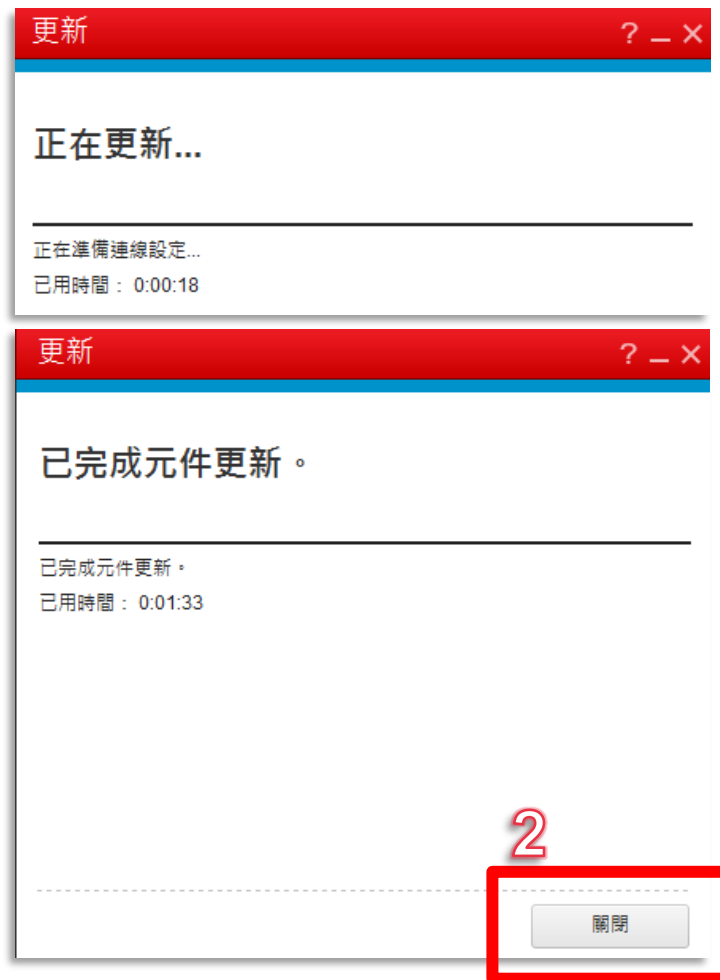 更新
? _ ×
正在更新...
正在準備連線設定...
已用時間： 0:00:18
更新
? _ ×
已完成元件更新。
已完成元件更新。
已用時間： 0:01:33
2
關閉